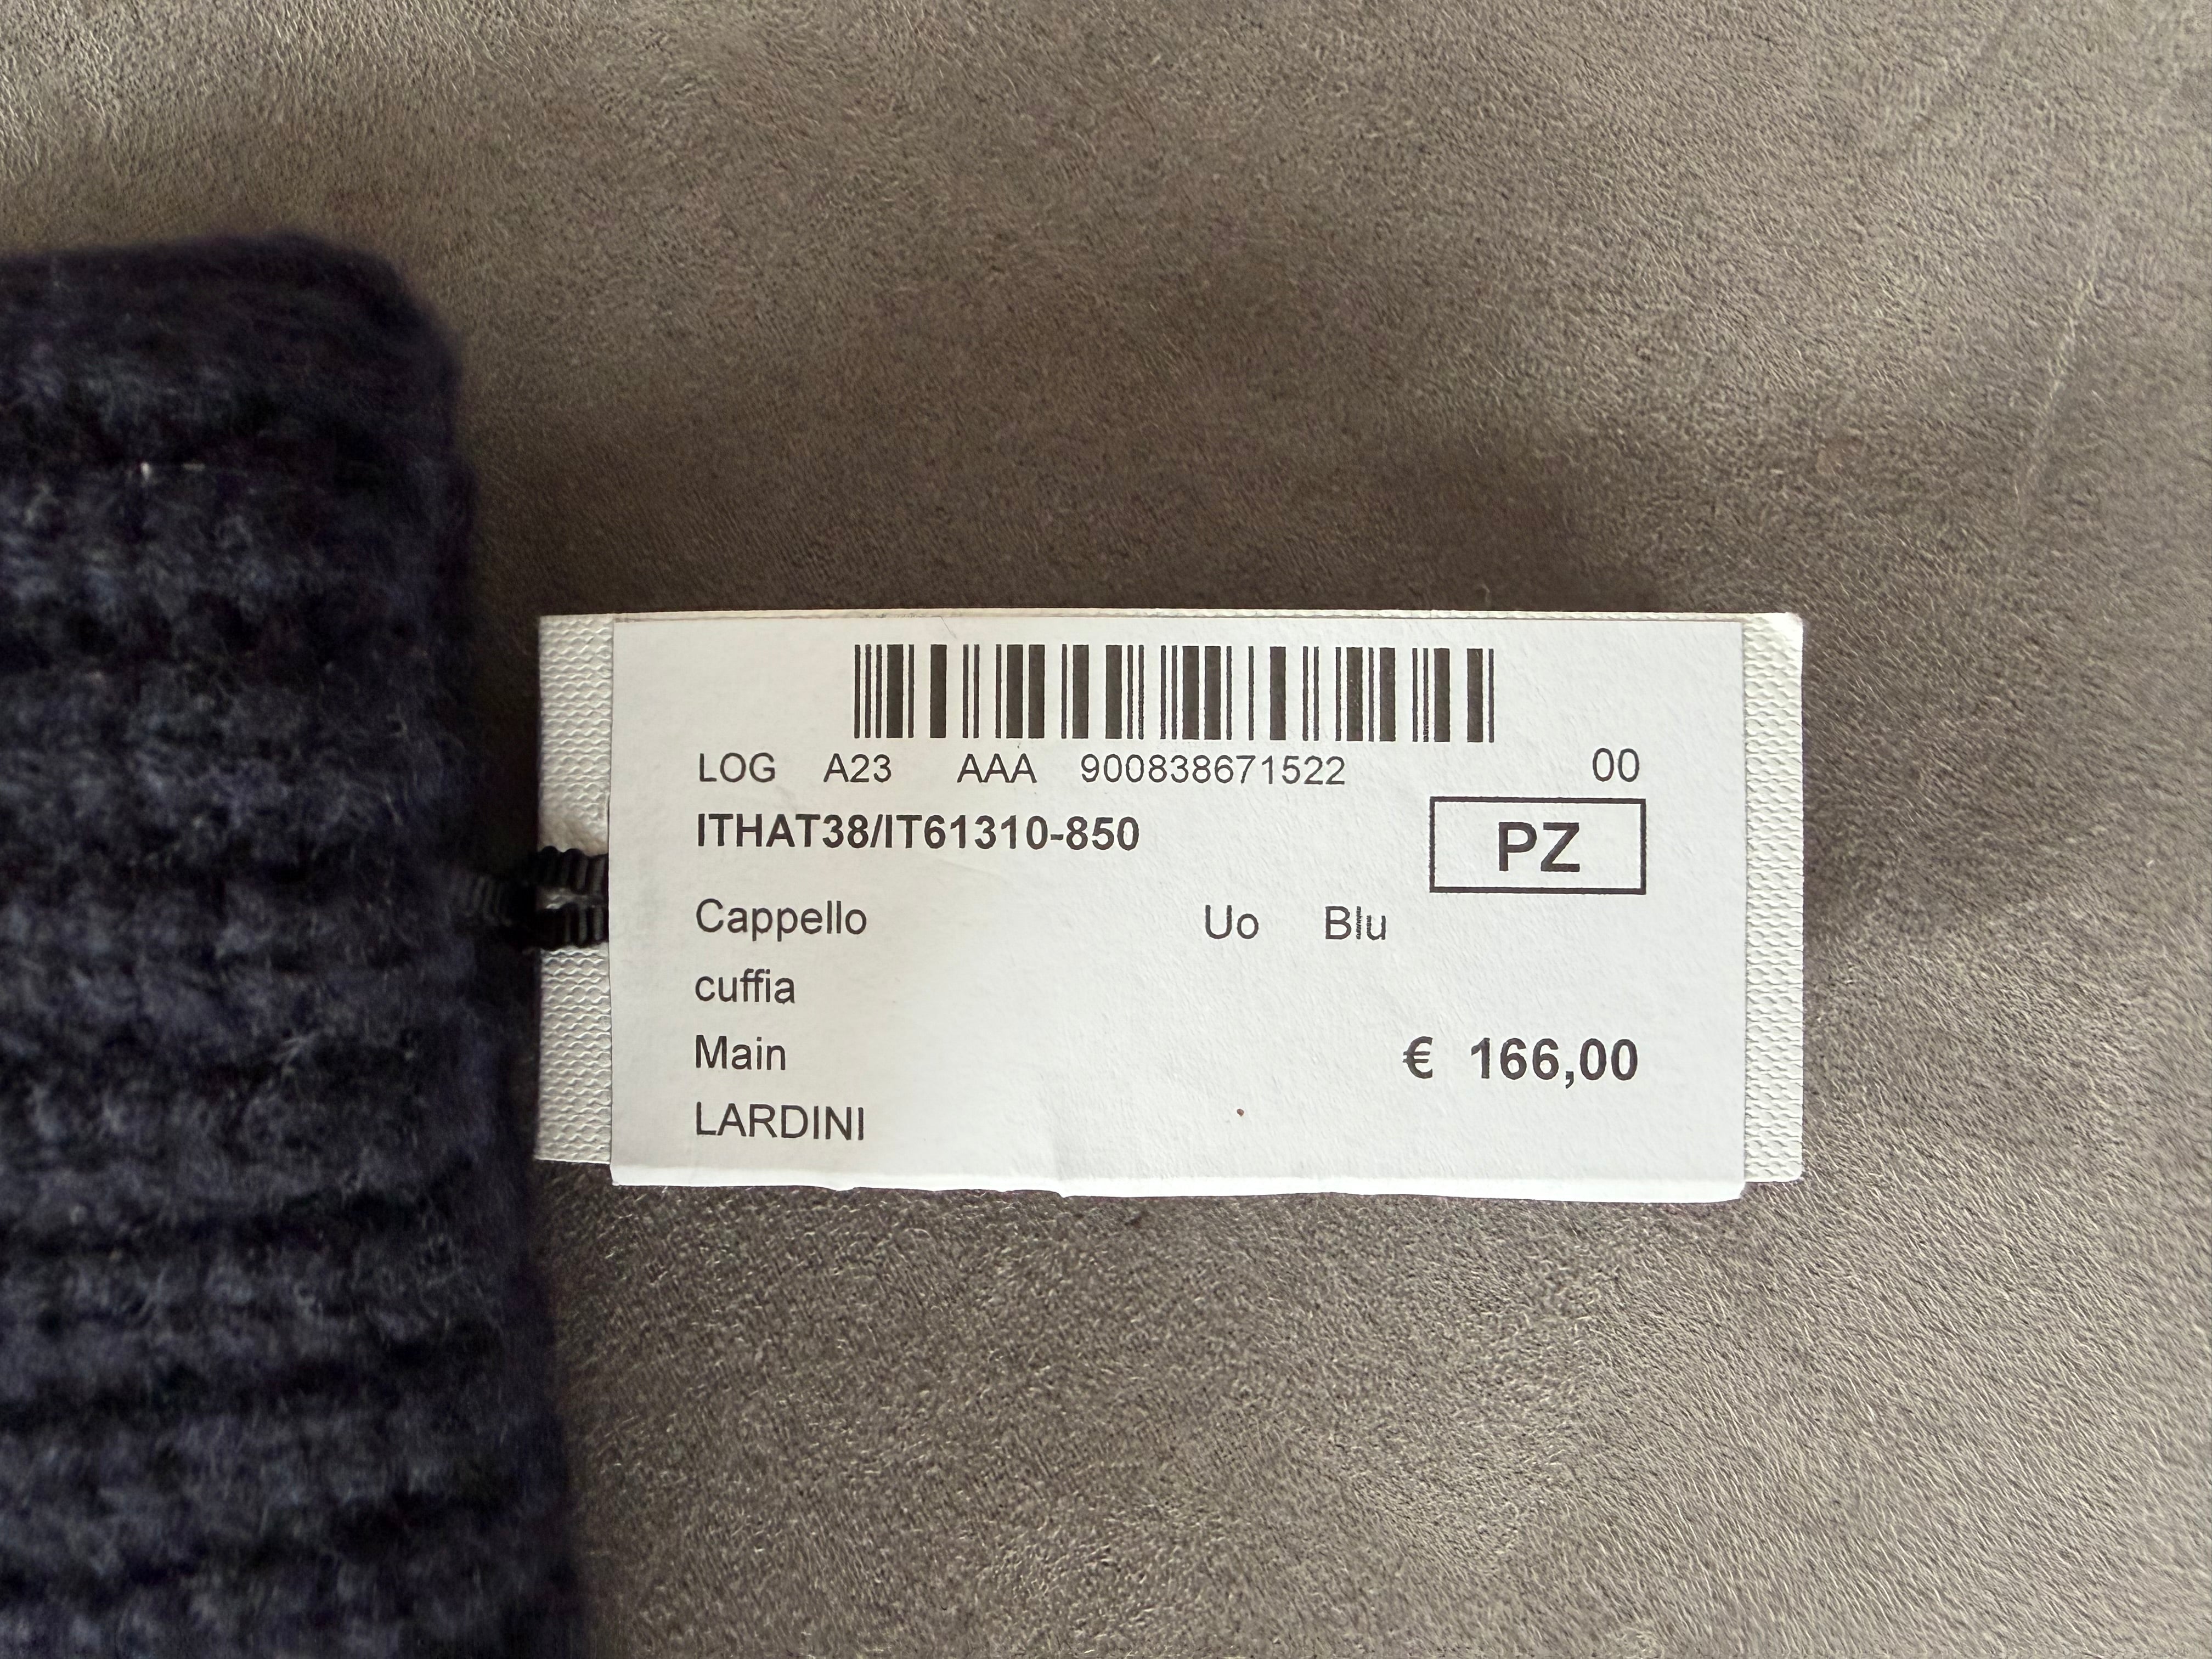 LOG A23 AAA 900838671522 00
ITHAT38/IT61310-850 PZ
Cappello Uo Blu
cuffia
Main € 166,00
LARDINI